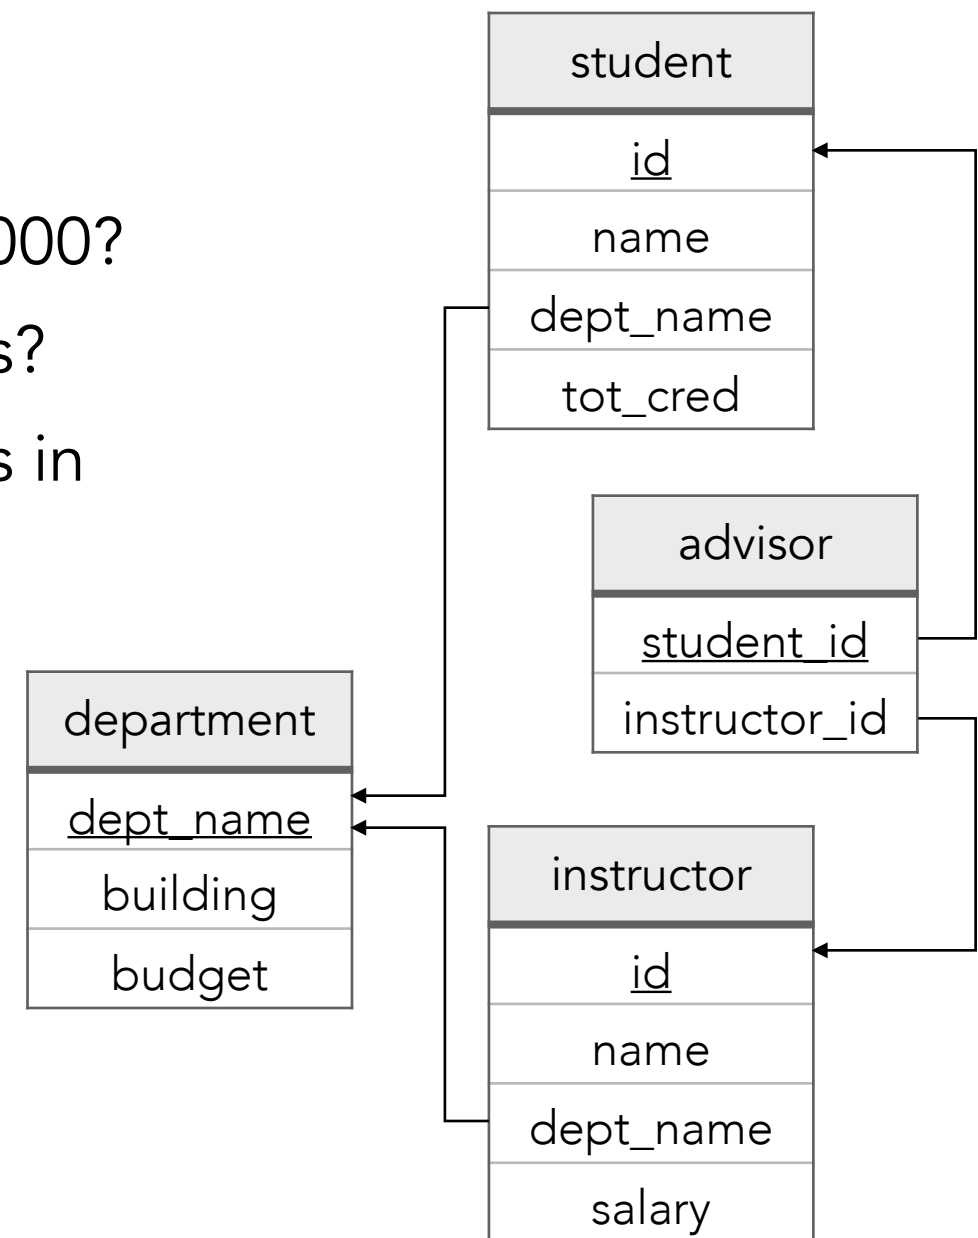 000?
s?
s in
student
id
name
dept_name
tot_cred
advisor
student_id
instructor_id
department
dept_name
building
budget
instructor
id
name
dept_name
salary